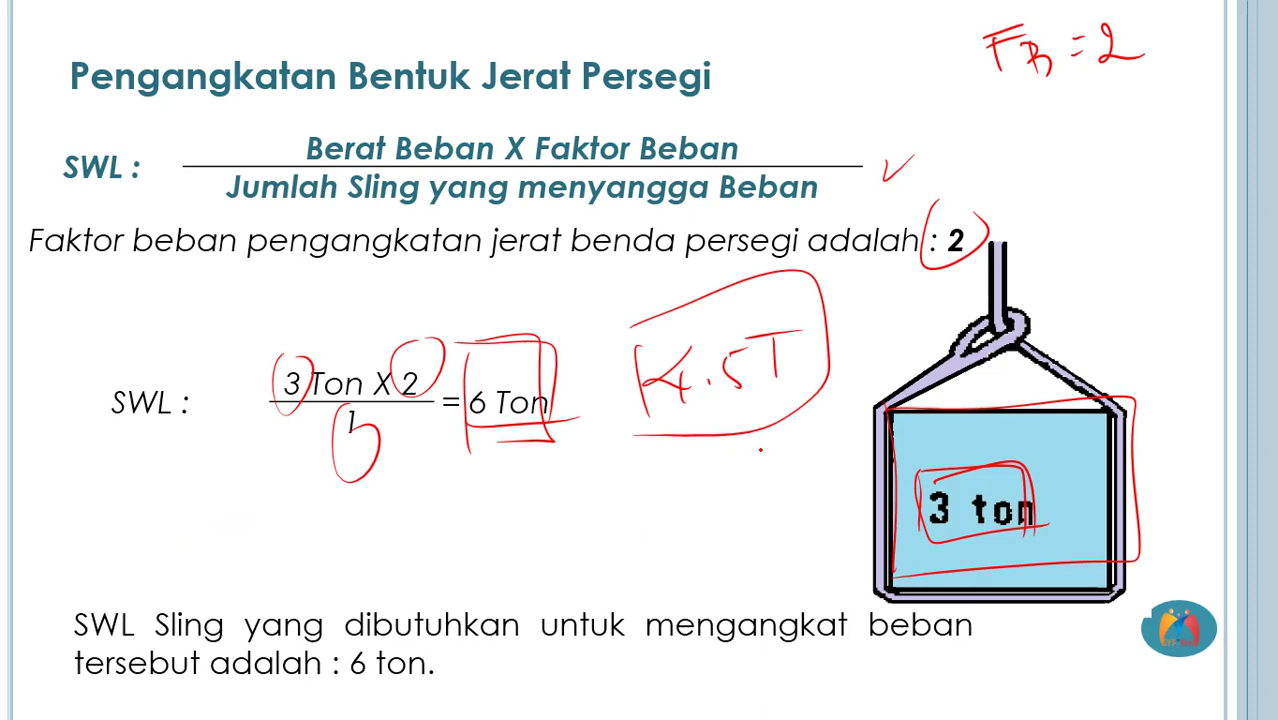 F_B = 2
Pengangkatan Bentuk Jerat Persegi
Berat Beban X Faktor Beban
SWL :
Jumlah Sling yang menyangga Beban
Faktor beban pengangkatan jerat benda persegi adalah : 2
3 Ton X 2
SWL :
= 6 Ton
1
4.5T
3 ton
SWL Sling yang dibutuhkan untuk mengangkat beban
tersebut adalah : 6 ton.